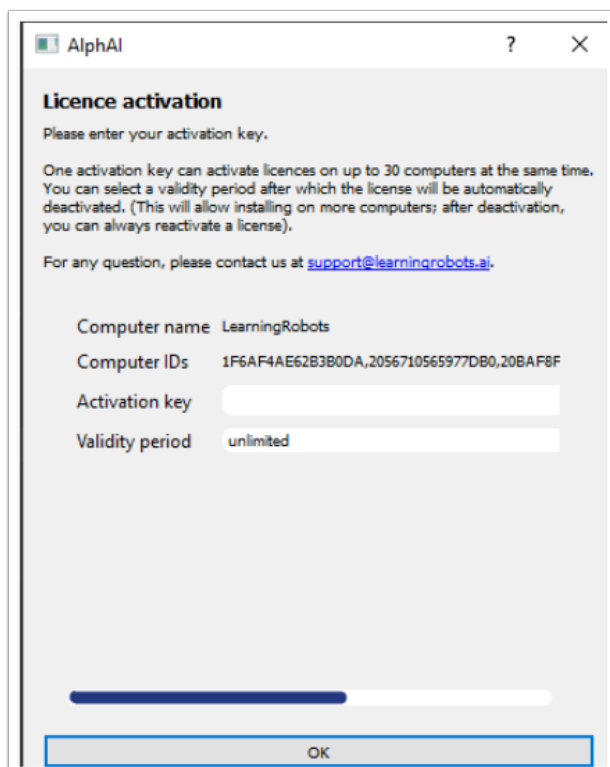 AlphAI ? ×
Licence activation
Please enter your activation key.
One activation key can activate licences on up to 30 computers at the same time.
You can select a validity period after which the license will be automatically
deactivated. (This will allow installing on more computers; after deactivation,
you can always reactivate a license).
For any question, please contact us at support@learningrobots.ai.
Computer name LearningRobots
Computer IDs 1F6AF4AE62B3B0DA,2056710565977DB0,20BAF8F
Activation key
Validity period unlimited
OK